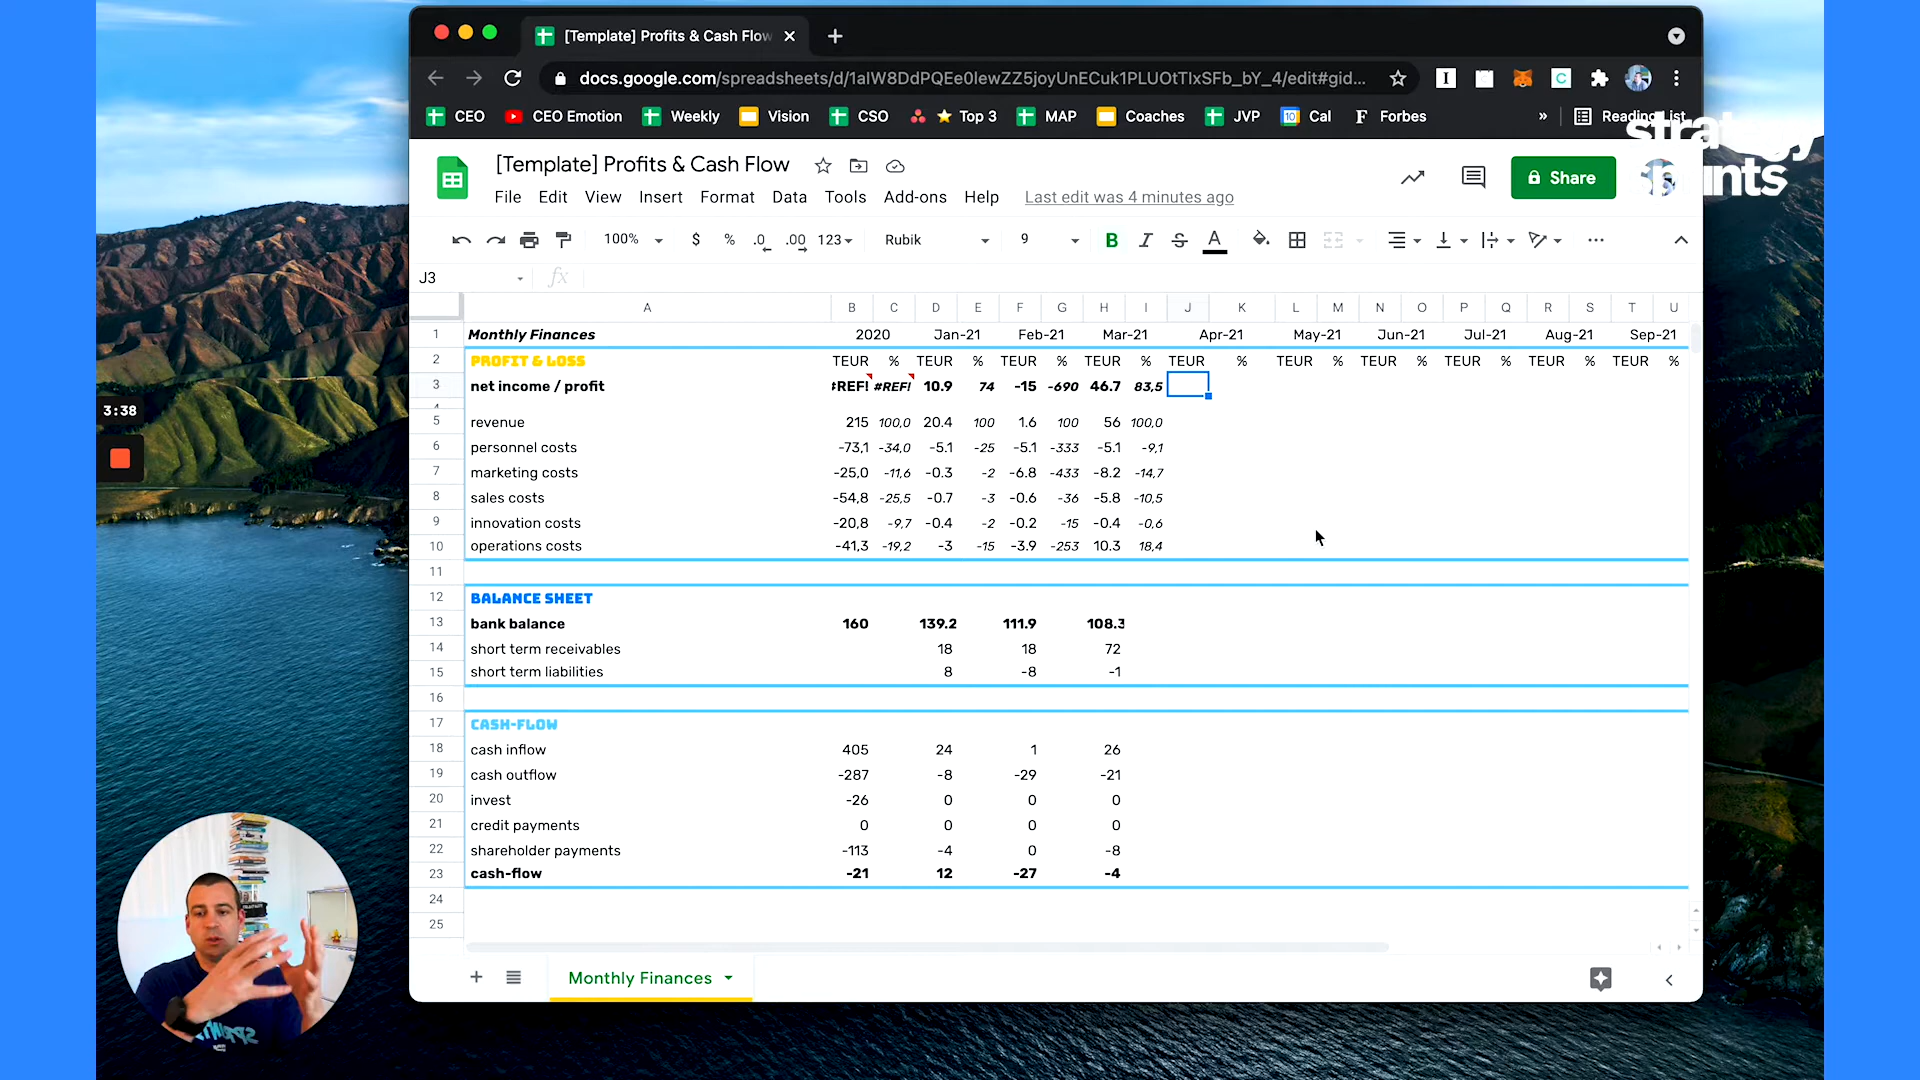 [Template] Profits & Cash Flow
docs.google.com/spreadsheets/d/1alW8DdPQEe0lewZZ5joyUnECuk1PLUOtTlxSFb_bY_4/edit#gid...
CEO CEO Emotion Weekly Vision CSO Top 3 MAP Coaches JVP Cal Forbes » Reading List
strategy
sprints
[Template] Profits & Cash Flow
Share
File Edit View Insert Format Data Tools Add-ons Help Last edit was 4 minutes ago
100% $ % .0 .00 123 Rubik 9 B I S A
J3 fx
A B C D E F G H I J K L M N O P Q R S T U
1 Monthly Finances 2020 Jan-21 Feb-21 Mar-21 Apr-21 May-21 Jun-21 Jul-21 Aug-21 Sep-21
2 PROFIT & LOSS TEUR % TEUR % TEUR % TEUR % TEUR % TEUR % TEUR % TEUR % TEUR % TEUR %
3 net income / profit #REF! #REF! 10.9 74 -15 -690 46.7 83,5
4
5 revenue 215 100,0 20.4 100 1.6 100 56 100,0
6 personnel costs -73,1 -34,0 -5.1 -25 -5.1 -333 -5.1 -9,1
7 marketing costs -25,0 -11,6 -0.3 -2 -6.8 -433 -8.2 -14,7
8 sales costs -54,8 -25,5 -0.7 -3 -0.6 -36 -5.8 -10,5
9 innovation costs -20,8 -9,7 -0.4 -2 -0.2 -15 -0.4 -0,6
10 operations costs -41,3 -19,2 -3 -15 -3.9 -253 10.3 18,4
11
12 BALANCE SHEET
13 bank balance 160 139.2 111.9 108.3
14 short term receivables 18 18 72
15 short term liabilities 8 -8 -1
16
17 CASH-FLOW
18 cash inflow 405 24 1 26
19 cash outflow -287 -8 -29 -21
20 invest -26 0 0 0
21 credit payments 0 0 0 0
22 shareholder payments -113 -4 0 -8
23 cash-flow -21 12 -27 -4
24
25
Monthly Finances
3:38